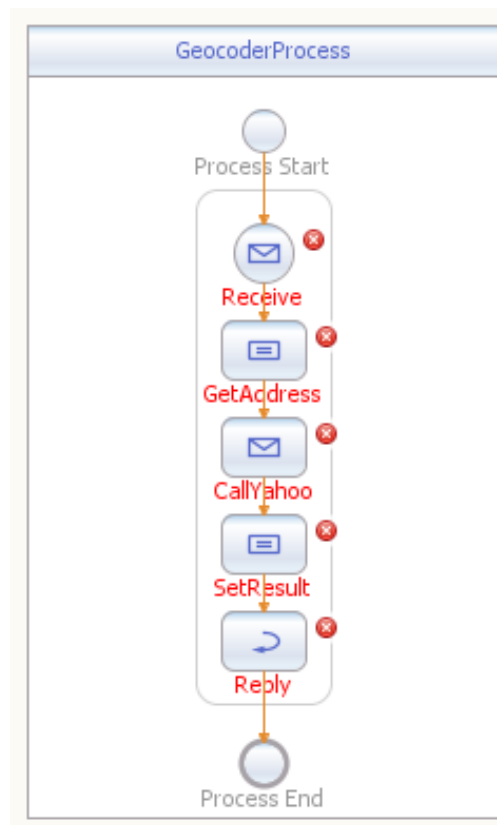 GeocoderProcess
Process Start
Receive
GetAddress
CallYahoo
SetResult
Reply
Process End